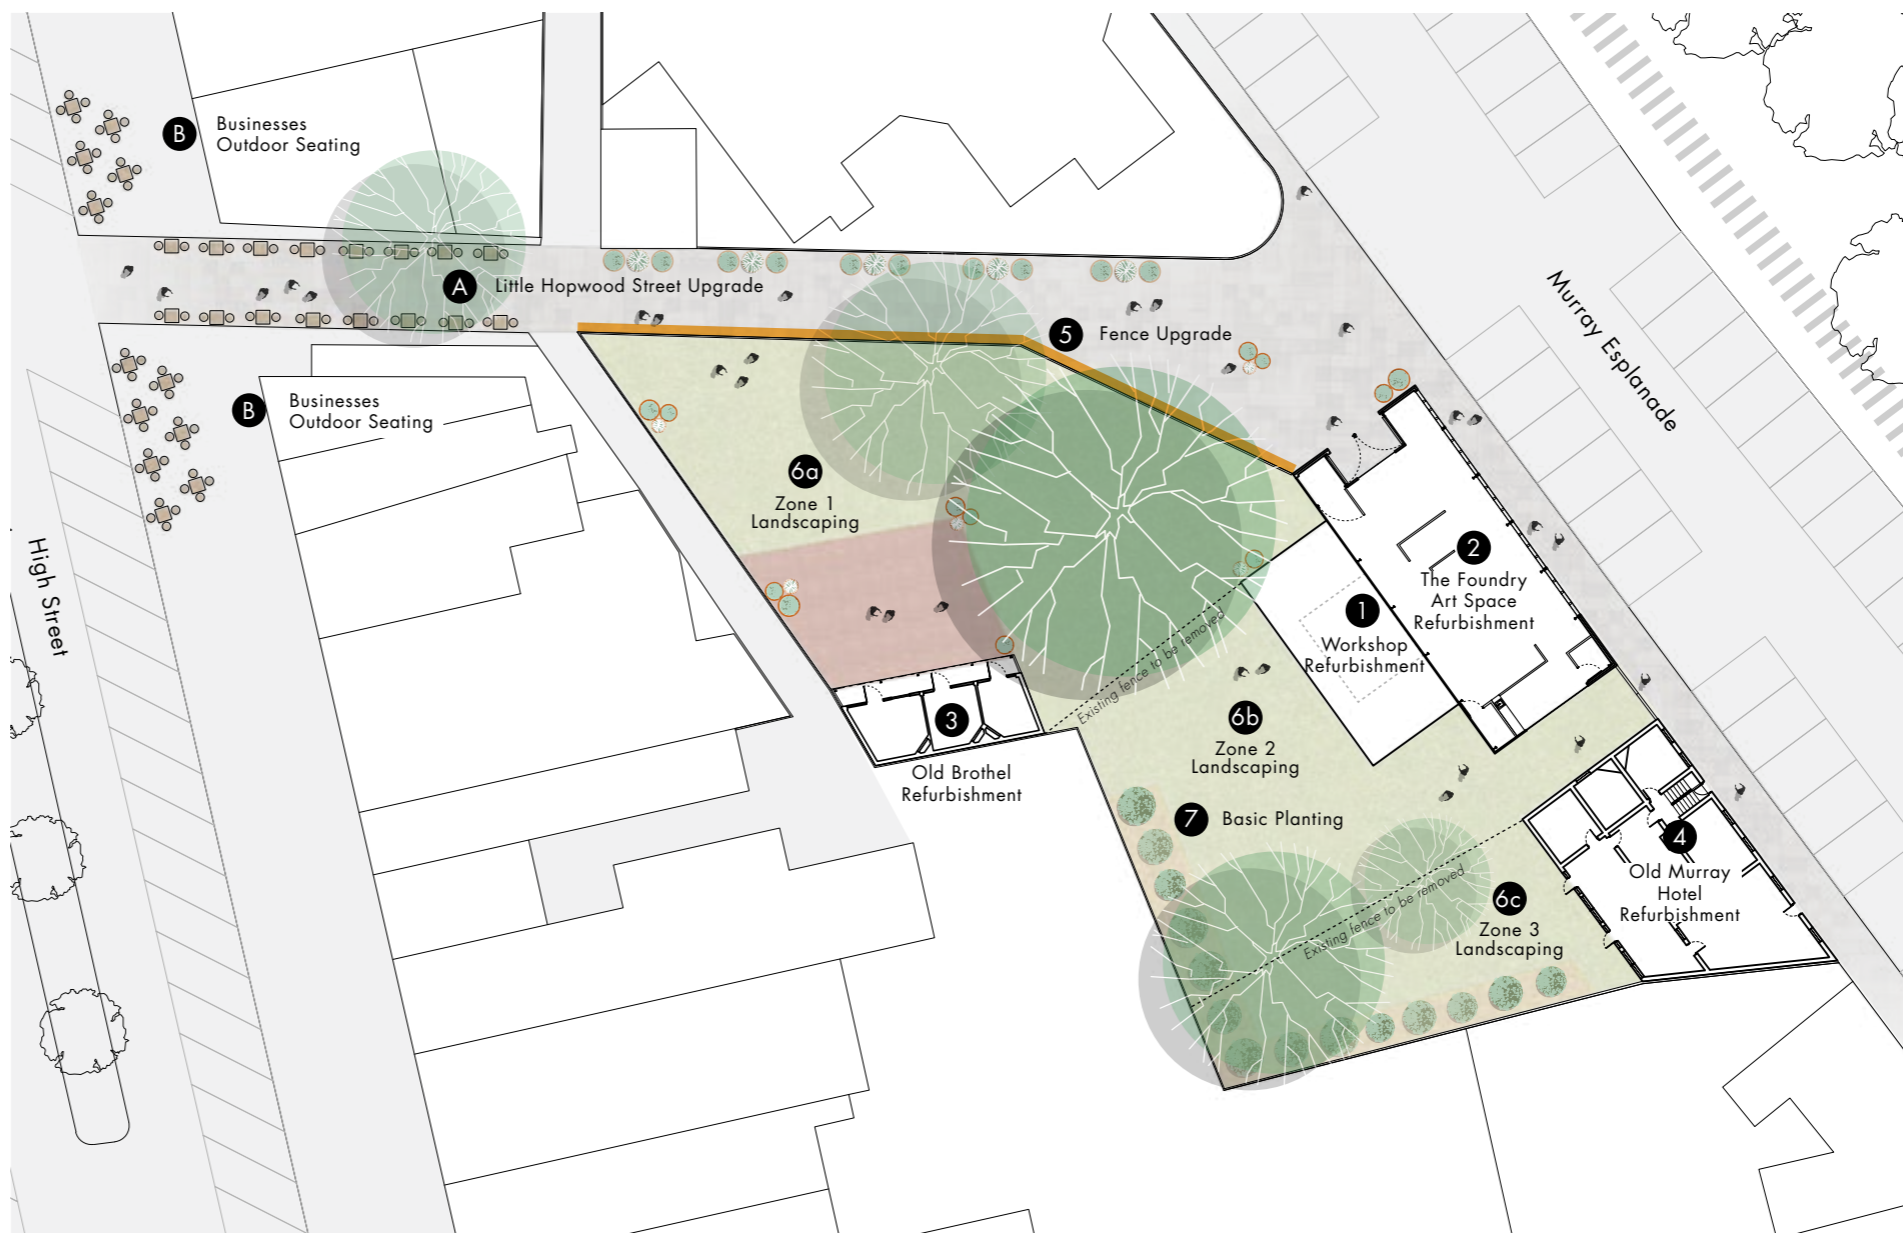 B
Businesses
Outdoor Seating
A
Little Hopwood Street Upgrade
5
Fence Upgrade
Murray Esplanade
B
Businesses
Outdoor Seating
6a
Zone 1
Landscaping
High Street
2
The Foundry
Art Space
Refurbishment
1
Workshop
Refurbishment
Existing fence to be removed
3
Old Brothel
Refurbishment
6b
Zone 2
Landscaping
7
Basic Planting
4
Old Murray
Hotel
Refurbishment
Existing fence to be removed
6c
Zone 3
Landscaping